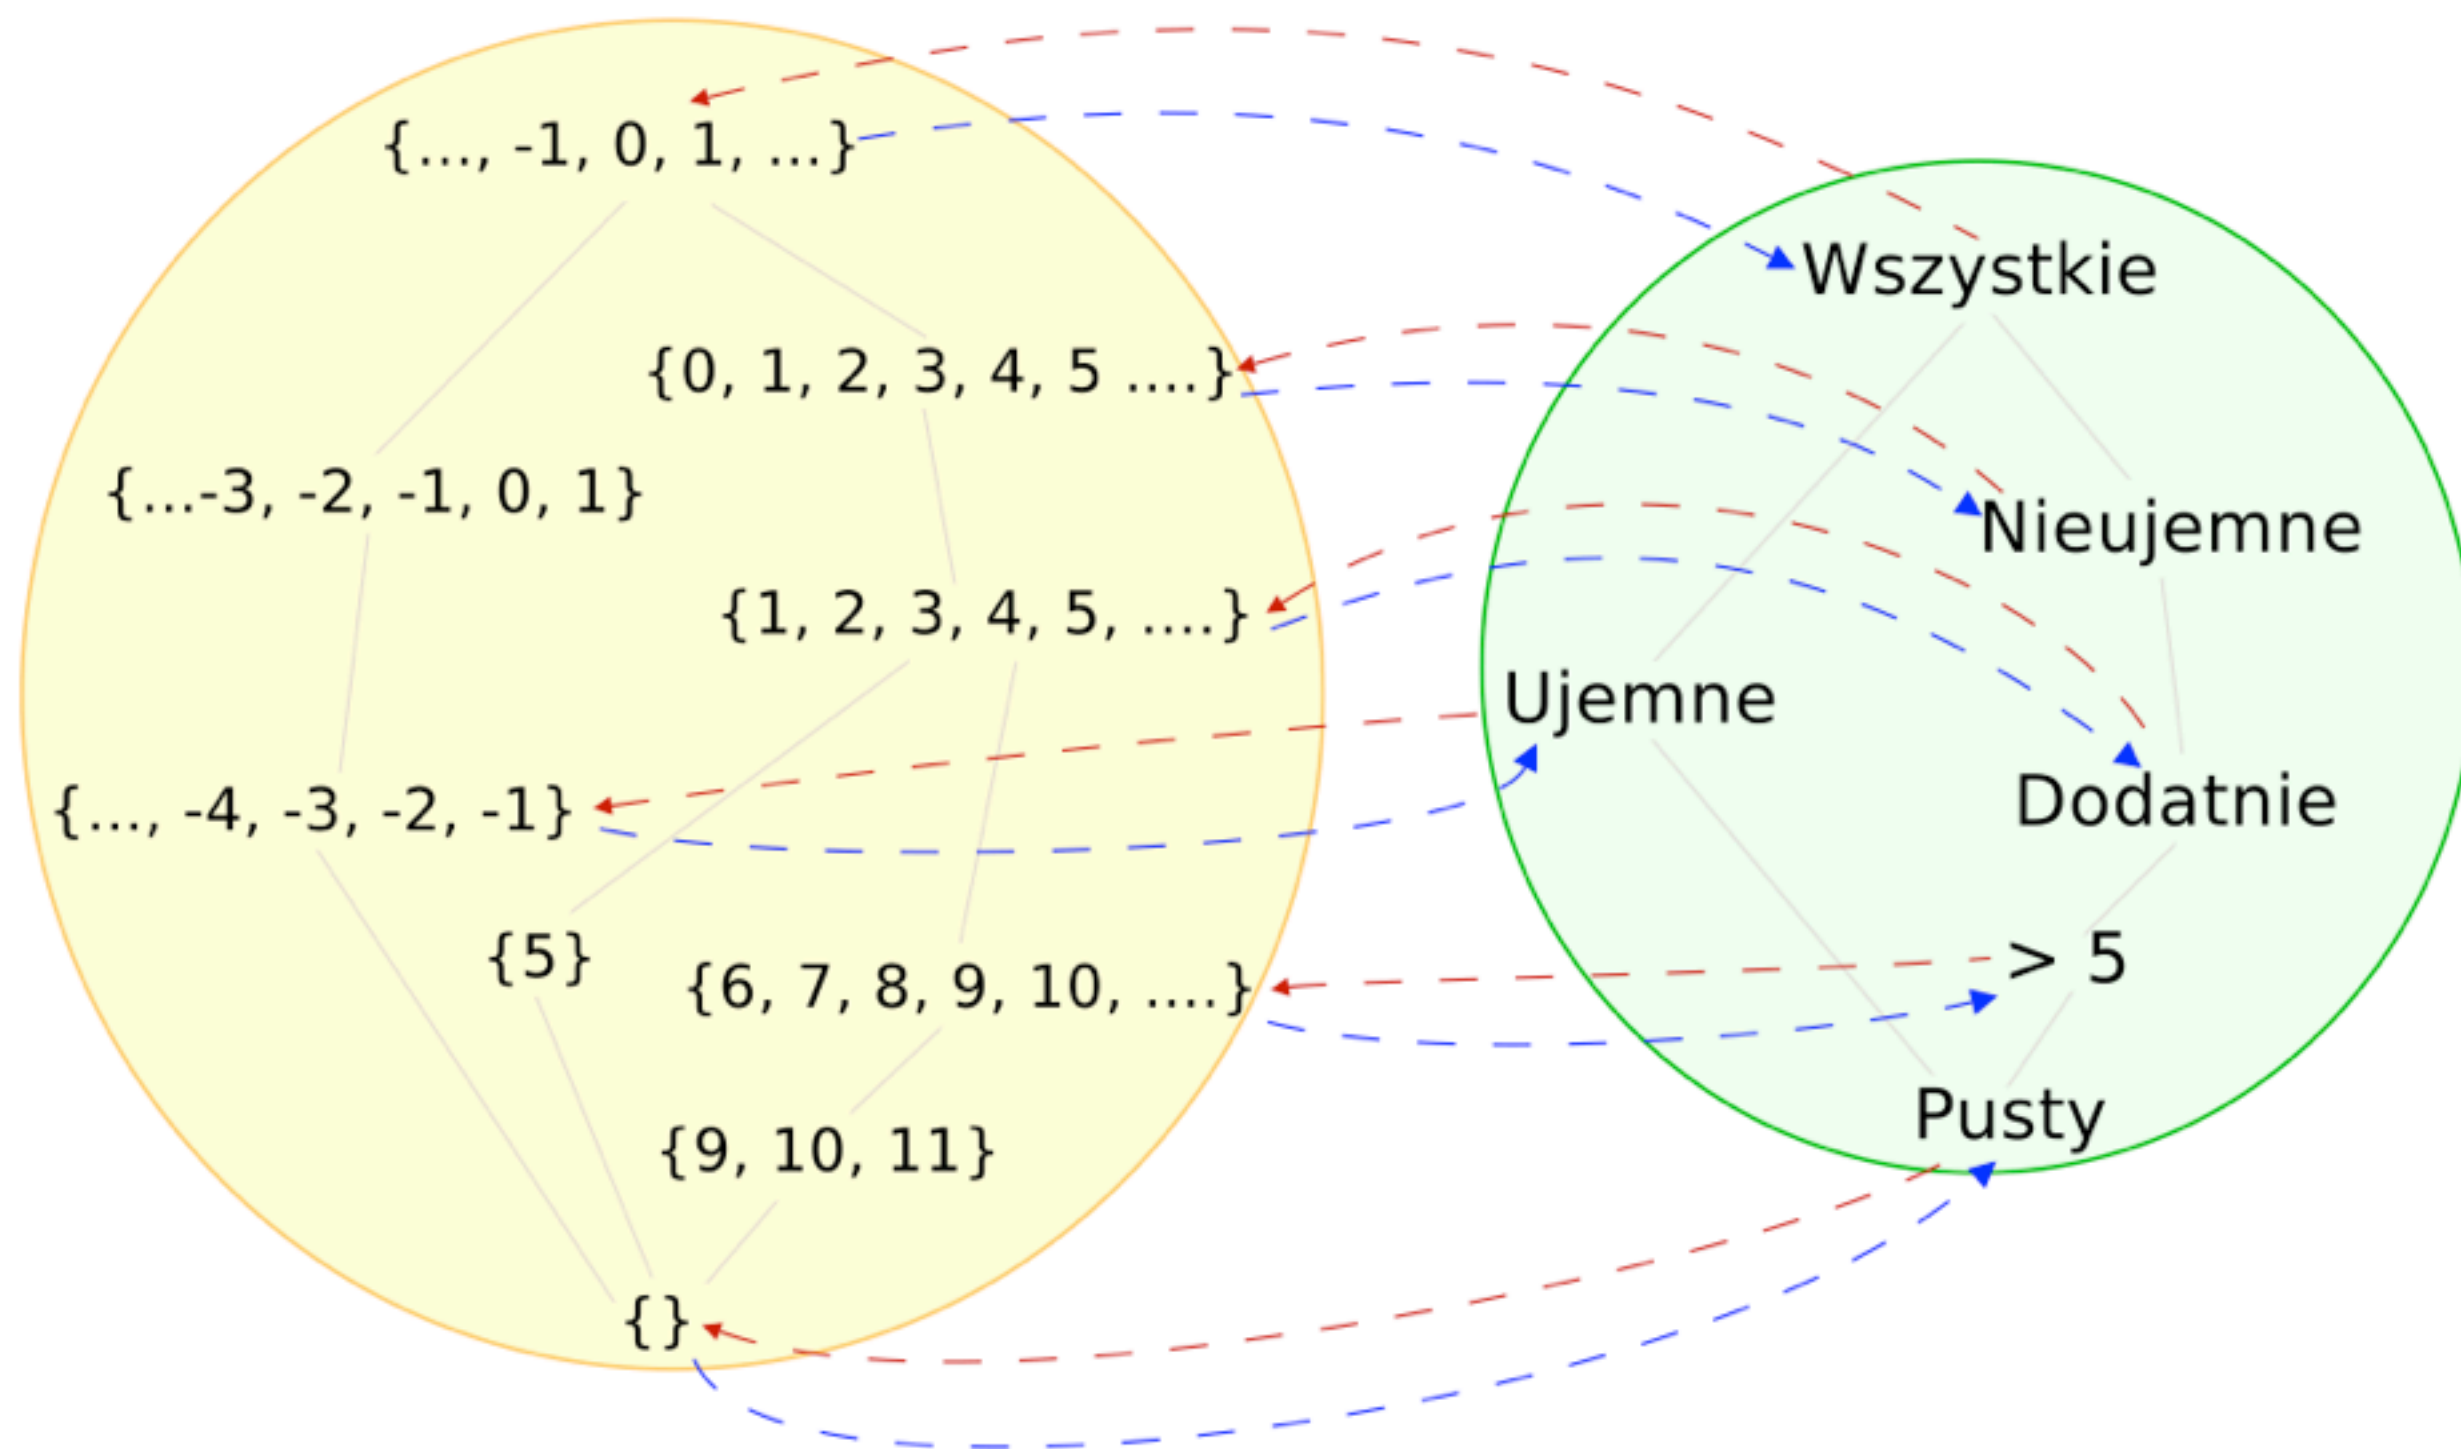 {..., -1, 0, 1, ...}
{0, 1, 2, 3, 4, 5 ....}
{...-3, -2, -1, 0, 1}
{1, 2, 3, 4, 5, ....}
{..., -4, -3, -2, -1}
{5}
{6, 7, 8, 9, 10, ....}
{9, 10, 11}
{}
Wszystkie
Nieujemne
Ujemne
Dodatnie
> 5
Pusty